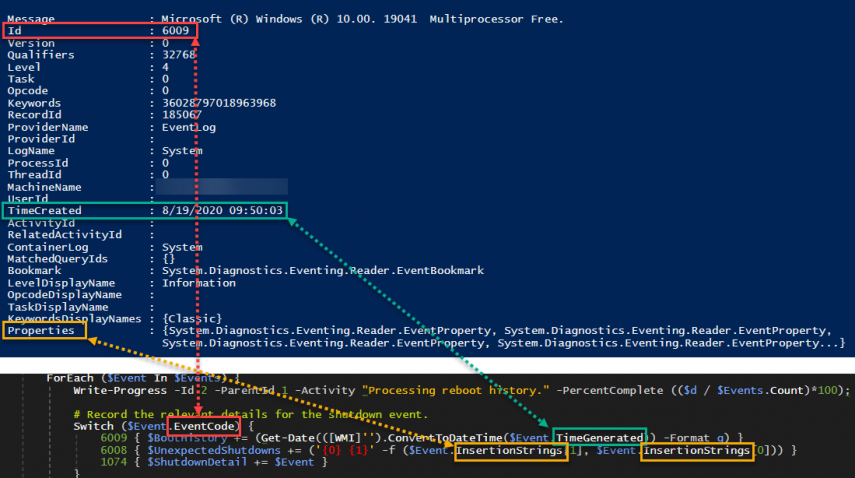 Message : Microsoft (R) Windows (R) 10.00. 19041 Multiprocessor Free.
Id : 6009
Version : 0
Qualifiers : 32768
Level : 4
Task : 0
Opcode : 0
Keywords : 36028797018963968
RecordId : 185067
ProviderName : EventLog
ProviderId :
LogName : System
ProcessId : 0
ThreadId : 0
MachineName :
UserId :
TimeCreated : 8/19/2020 09:50:03
ActivityId :
RelatedActivityId :
ContainerLog : System
MatchedQueryIds : {}
Bookmark : System.Diagnostics.Eventing.Reader.EventBookmark
LevelDisplayName : Information
OpcodeDisplayName :
TaskDisplayName :
KeywordsDisplayNames : {Classic}
Properties : {System.Diagnostics.Eventing.Reader.EventProperty, System.Diagnostics.Eventing.Reader.EventProperty,
System.Diagnostics.Eventing.Reader.EventProperty, System.Diagnostics.Eventing.Reader.EventProperty...}
ForEach ($Event In $Events) {
Write-Progress -Id 2 -ParentId 1 -Activity "Processing reboot history." -PercentComplete (($d / $Events.Count)*100);
# Record the relevant details for the shutdown event.
Switch ($Event.EventCode) {
6009 { $BootHistory += (Get-Date(([WMI]'').ConvertToDateTime($Event.TimeGenerated)) -Format g) }
6008 { $UnexpectedShutdowns += ('{0} {1}' -f ($Event.InsertionStrings[1], $Event.InsertionStrings[0])) }
1074 { $ShutdownDetail += $Event }
}